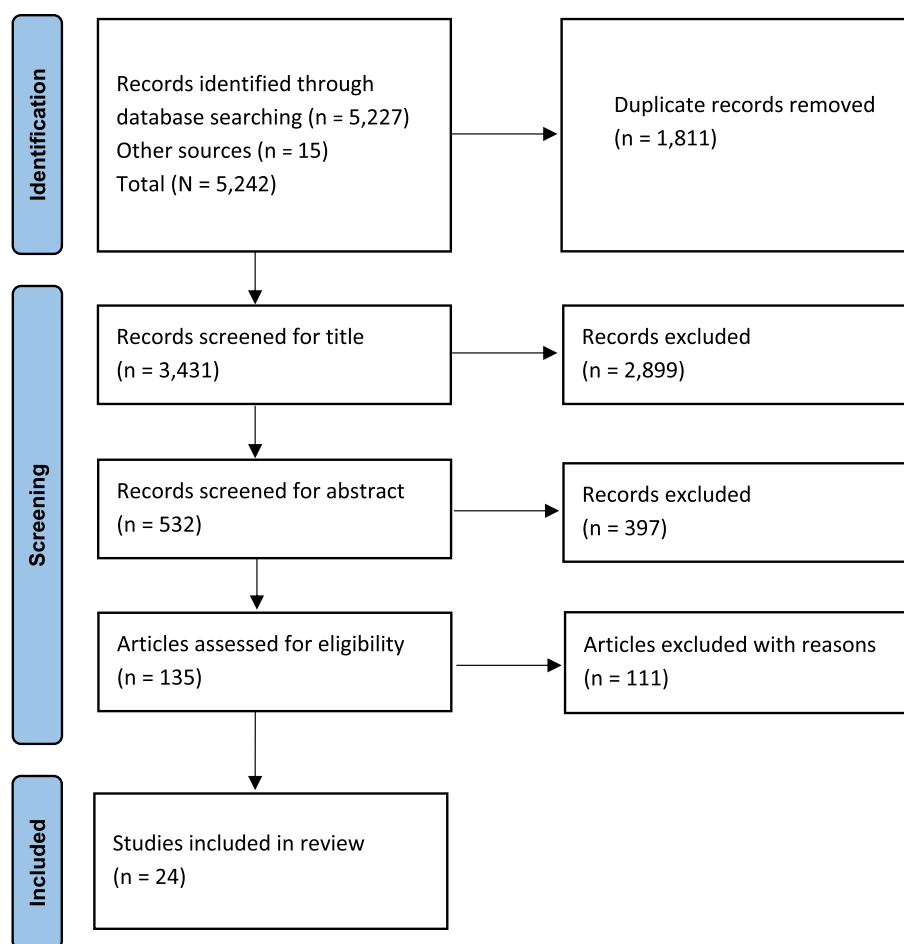 Identification
Records identified through
database searching (n = 5,227)
Other sources (n = 15)
Total (N = 5,242)
Duplicate records removed
(n = 1,811)
Screening
Records screened for title
(n = 3,431)
Records excluded
(n = 2,899)
Records screened for abstract
(n = 532)
Records excluded
(n = 397)
Articles assessed for eligibility
(n = 135)
Articles excluded with reasons
(n = 111)
Included
Studies included in review
(n = 24)